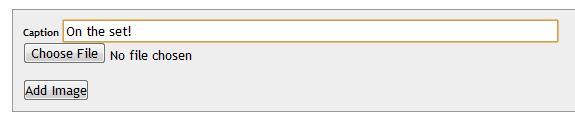 Caption On the set!
Choose File No file chosen
Add Image